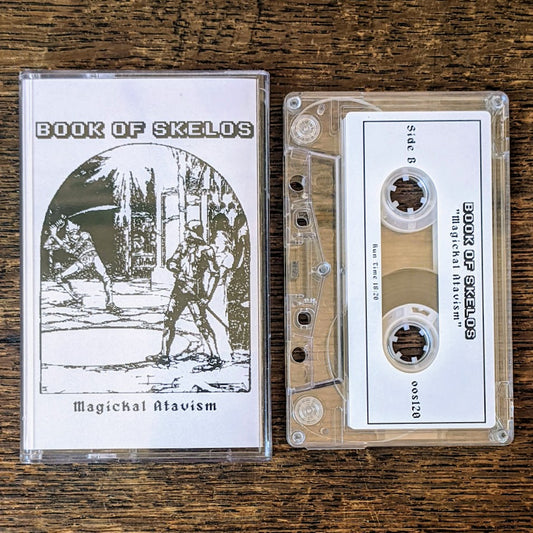 BOOK OF SKELOS
Magickal Atavism
Side B
BOOK OF SKELOS
"Magickal Atavism"
Run Time 18:20
oos120